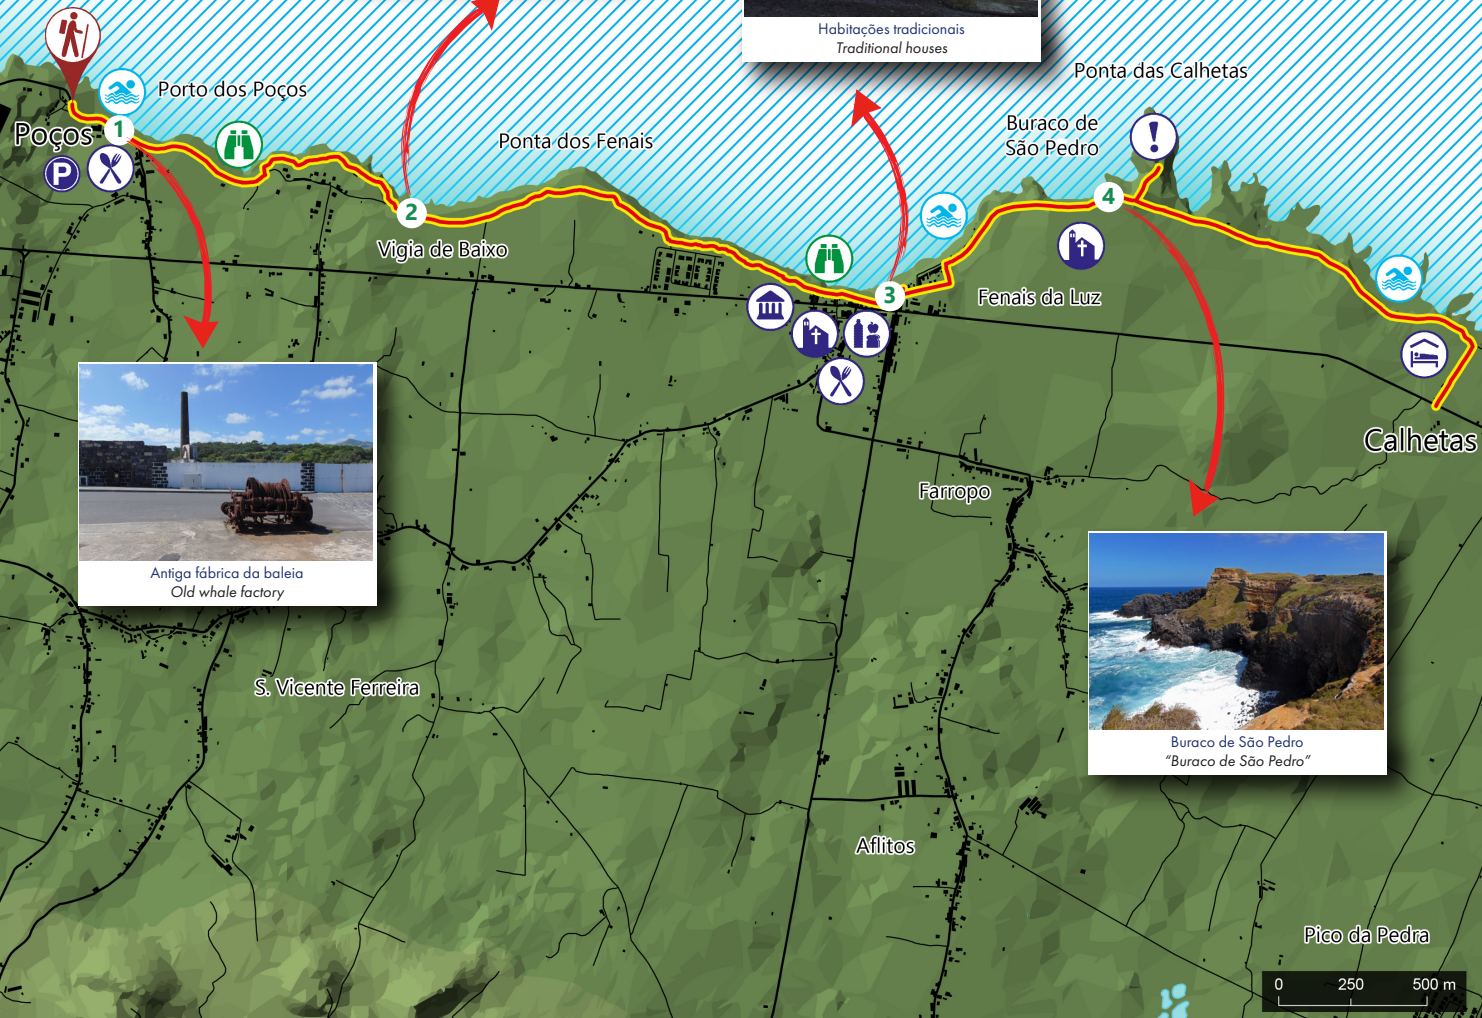 Habitações tradicionais
Traditional houses
Ponta das Calhetas
Porto dos Poços
Buraco de
São Pedro
Poços
1
P
Ponta dos Fenais
!
4
2
Vigia de Baixo
3
Fenais da Luz
Calhetas
Farropo
Antiga fábrica da baleia
Old whale factory
S. Vicente Ferreira
Buraco de São Pedro
“Buraco de São Pedro”
Aflitos
Pico da Pedra
0 250 500 m